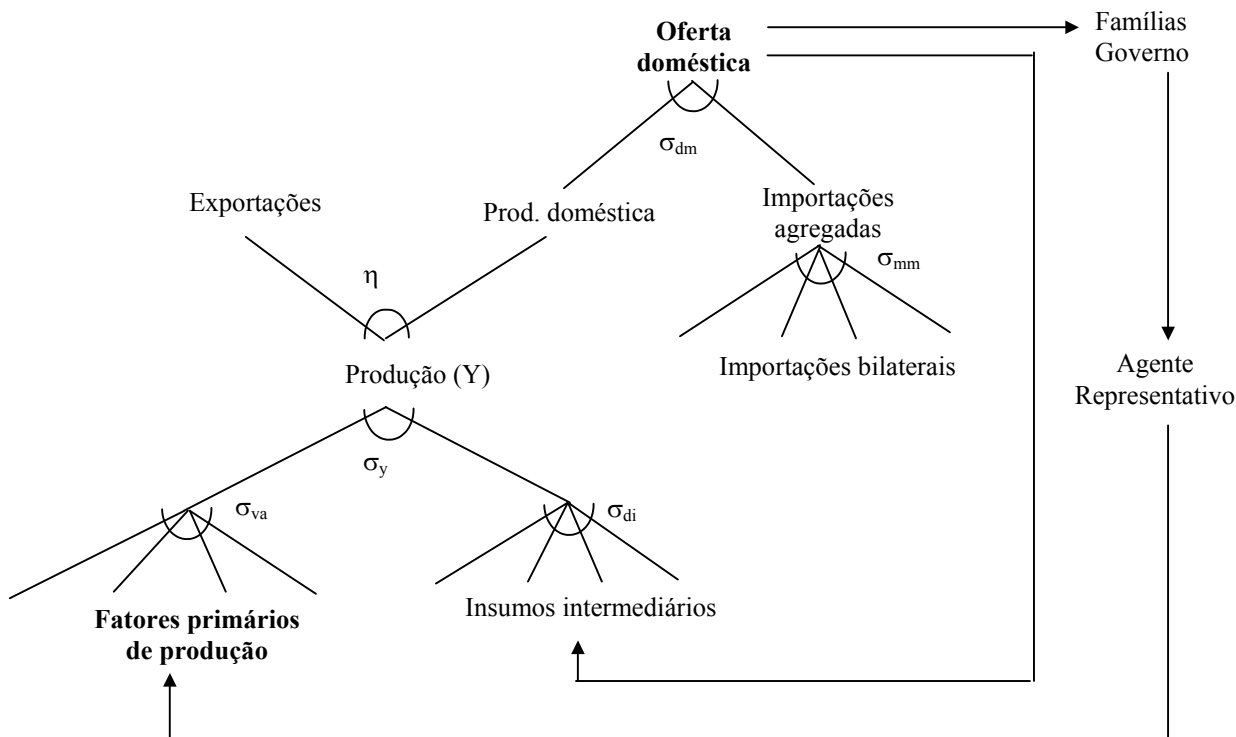 Oferta
doméstica
Famílias
Governo
σdm
Exportações
Prod. doméstica
Importações
agregadas
σmm
η
Produção (Y)
Importações bilaterais
Agente
Representativo
σy
σva
σdi
Fatores primários
de produção
Insumos intermediários